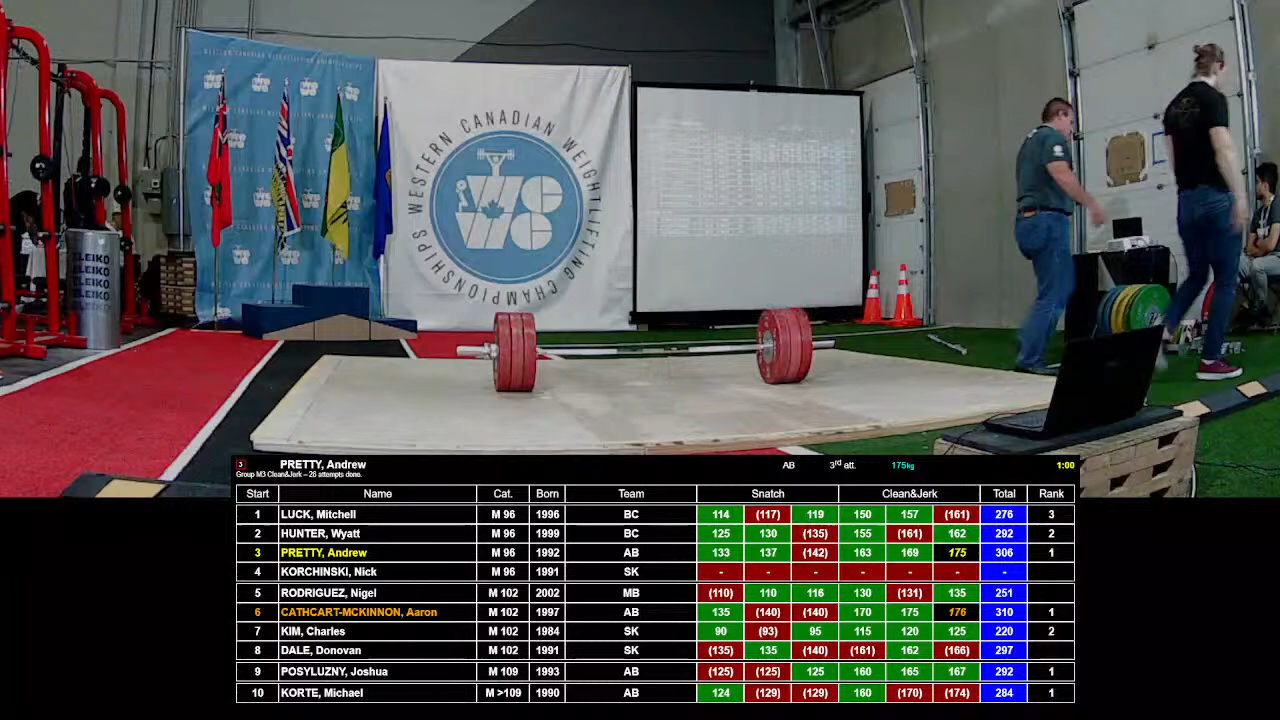 WESTERN CANADIAN WEIGHTLIFTING CHAMPIONSHIPS
WC
WC
ELEIKO
ELEIKO
ELEIKO
ELEIKO
3 PRETTY, Andrew AB 3rd att. 175kg 1:00
Group M3 Clean&Jerk – 26 attempts done.
Start Name Cat. Born Team Snatch Clean&Jerk Total Rank
1 LUCK, Mitchell M 96 1996 BC 114 (117) 119 150 157 (161) 276 3
2 HUNTER, Wyatt M 96 1999 BC 125 130 (135) 155 (161) 162 292 2
3 PRETTY, Andrew M 96 1992 AB 133 137 (142) 163 169 175 306 1
4 KORCHINSKI, Nick M 96 1991 SK - - - - - - -
5 RODRIGUEZ, Nigel M 102 2002 MB (110) 110 116 130 (131) 135 251
6 CATHCART-MCKINNON, Aaron M 102 1997 AB 135 (140) (140) 170 175 176 310 1
7 KIM, Charles M 102 1984 SK 90 (93) 95 115 120 125 220 2
8 DALE, Donovan M 102 1991 SK (135) 135 (140) (161) 162 (166) 297
9 POSYLUZNY, Joshua M 109 1993 AB (125) (125) 125 160 165 167 292 1
10 KORTE, Michael M >109 1990 AB 124 (129) (129) 160 (170) (174) 284 1